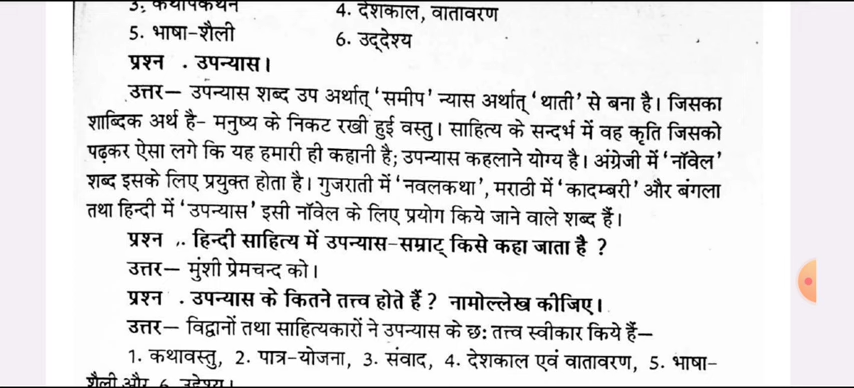 3. कथोपकथन 4. देशकाल, वातावरण
5. भाषा-शैली 6. उद्देश्य
प्रश्न . उपन्यास।
उत्तर— उपन्यास शब्द उप अर्थात् ‘समीप’ न्यास अर्थात् ‘थाती’ से बना है। जिसका
शाब्दिक अर्थ है- मनुष्य के निकट रखी हुई वस्तु। साहित्य के सन्दर्भ में वह कृति जिसको
पढ़कर ऐसा लगे कि यह हमारी ही कहानी है; उपन्यास कहलाने योग्य है। अंग्रेजी में ‘नॉवेल’
शब्द इसके लिए प्रयुक्त होता है। गुजराती में ‘नवलकथा’, मराठी में ‘कादम्बरी’ और बंगला
तथा हिन्दी में ‘उपन्यास’ इसी नॉवेल के लिए प्रयोग किये जाने वाले शब्द हैं।
प्रश्न .. हिन्दी साहित्य में उपन्यास-सम्राट् किसे कहा जाता है ?
उत्तर— मुंशी प्रेमचन्द को।
प्रश्न . उपन्यास के कितने तत्त्व होते हैं ? नामोल्लेख कीजिए।
उत्तर— विद्वानों तथा साहित्यकारों ने उपन्यास के छ: तत्त्व स्वीकार किये हैं—
1. कथावस्तु, 2. पात्र-योजना, 3. संवाद, 4. देशकाल एवं वातावरण, 5. भाषा-
शैली और 6. उद्देश्य।